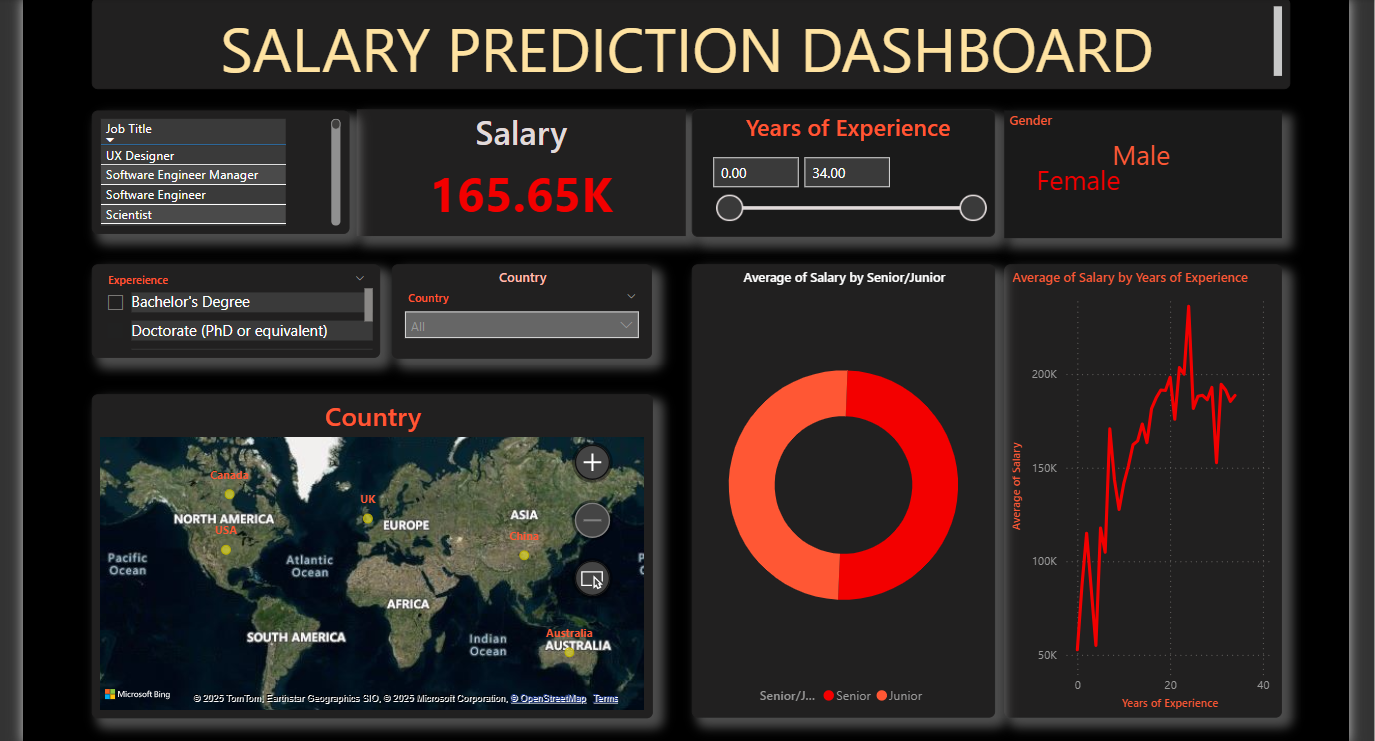 SALARY PREDICTION DASHBOARD
Job Title
UX Designer
Software Engineer Manager
Software Engineer
Scientist
Salary
165.65K
Years of Experience
0.00
34.00
Gender
Male
Female
Expereience
Bachelor's Degree
Doctorate (PhD or equivalent)
Country
Country
All
Country
Canada
NORTH AMERICA
USA
UK
EUROPE
ASIA
China
Pacific
Ocean
Atlantic
Ocean
AFRICA
SOUTH AMERICA
Indian
Ocean
Australia
AUSTRALIA
P
Microsoft Bing
© 2025 TomTom, Earthstar Geographics SIO, © 2025 Microsoft Corporation, © OpenStreetMap Terms
Average of Salary by Senior/Junior
Senior/J... Senior Junior
Average of Salary by Years of Experience
Average of Salary
200K
150K
100K
50K
0 20 40
Years of Experience